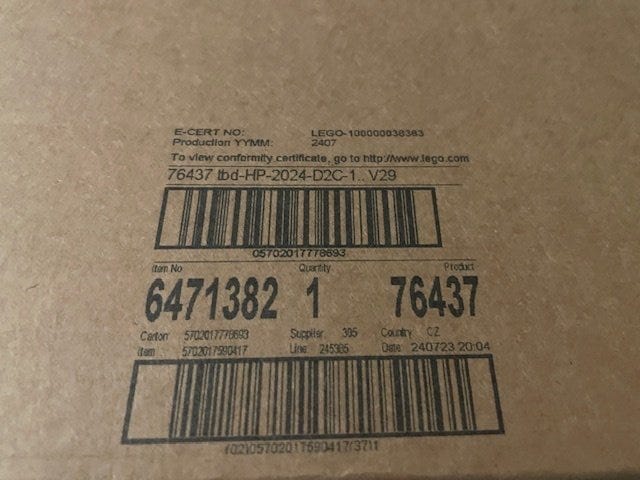 E-CERT NO: LEGO-100000038383
Production YYMM: 2407
To view conformity certificate, go to http://www.lego.com
76437 tbd-HP-2024-D2C-1.. V29
05702017778693
Item No Quantity Product
6471382 1 76437
Carton 5702017778693 Supplier 305 Country CZ
Item 5702017590417 Line 245385 Date 240723 20:04
(02)05702017590417(37)1